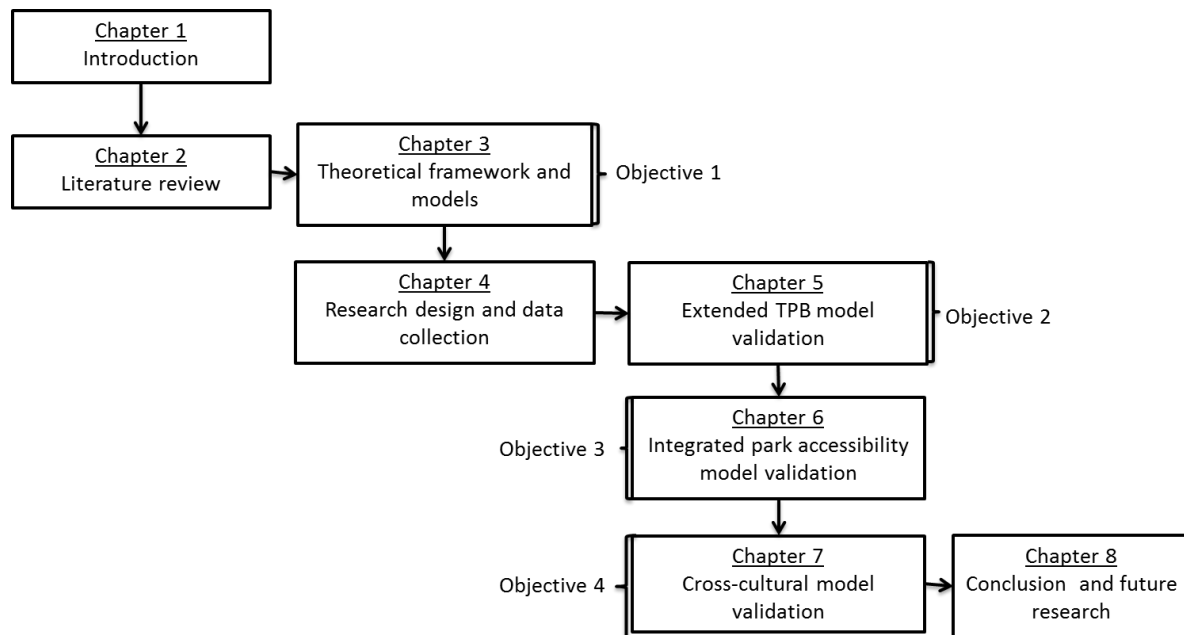 Chapter 1
Introduction
Chapter 2
Literature review
Chapter 3
Theoretical framework and
models
Objective 1
Chapter 4
Research design and data
collection
Chapter 5
Extended TPB model
validation
Objective 2
Chapter 6
Integrated park accessibility
model validation
Objective 3
Chapter 7
Cross-cultural model
validation
Objective 4
Chapter 8
Conclusion and future
research